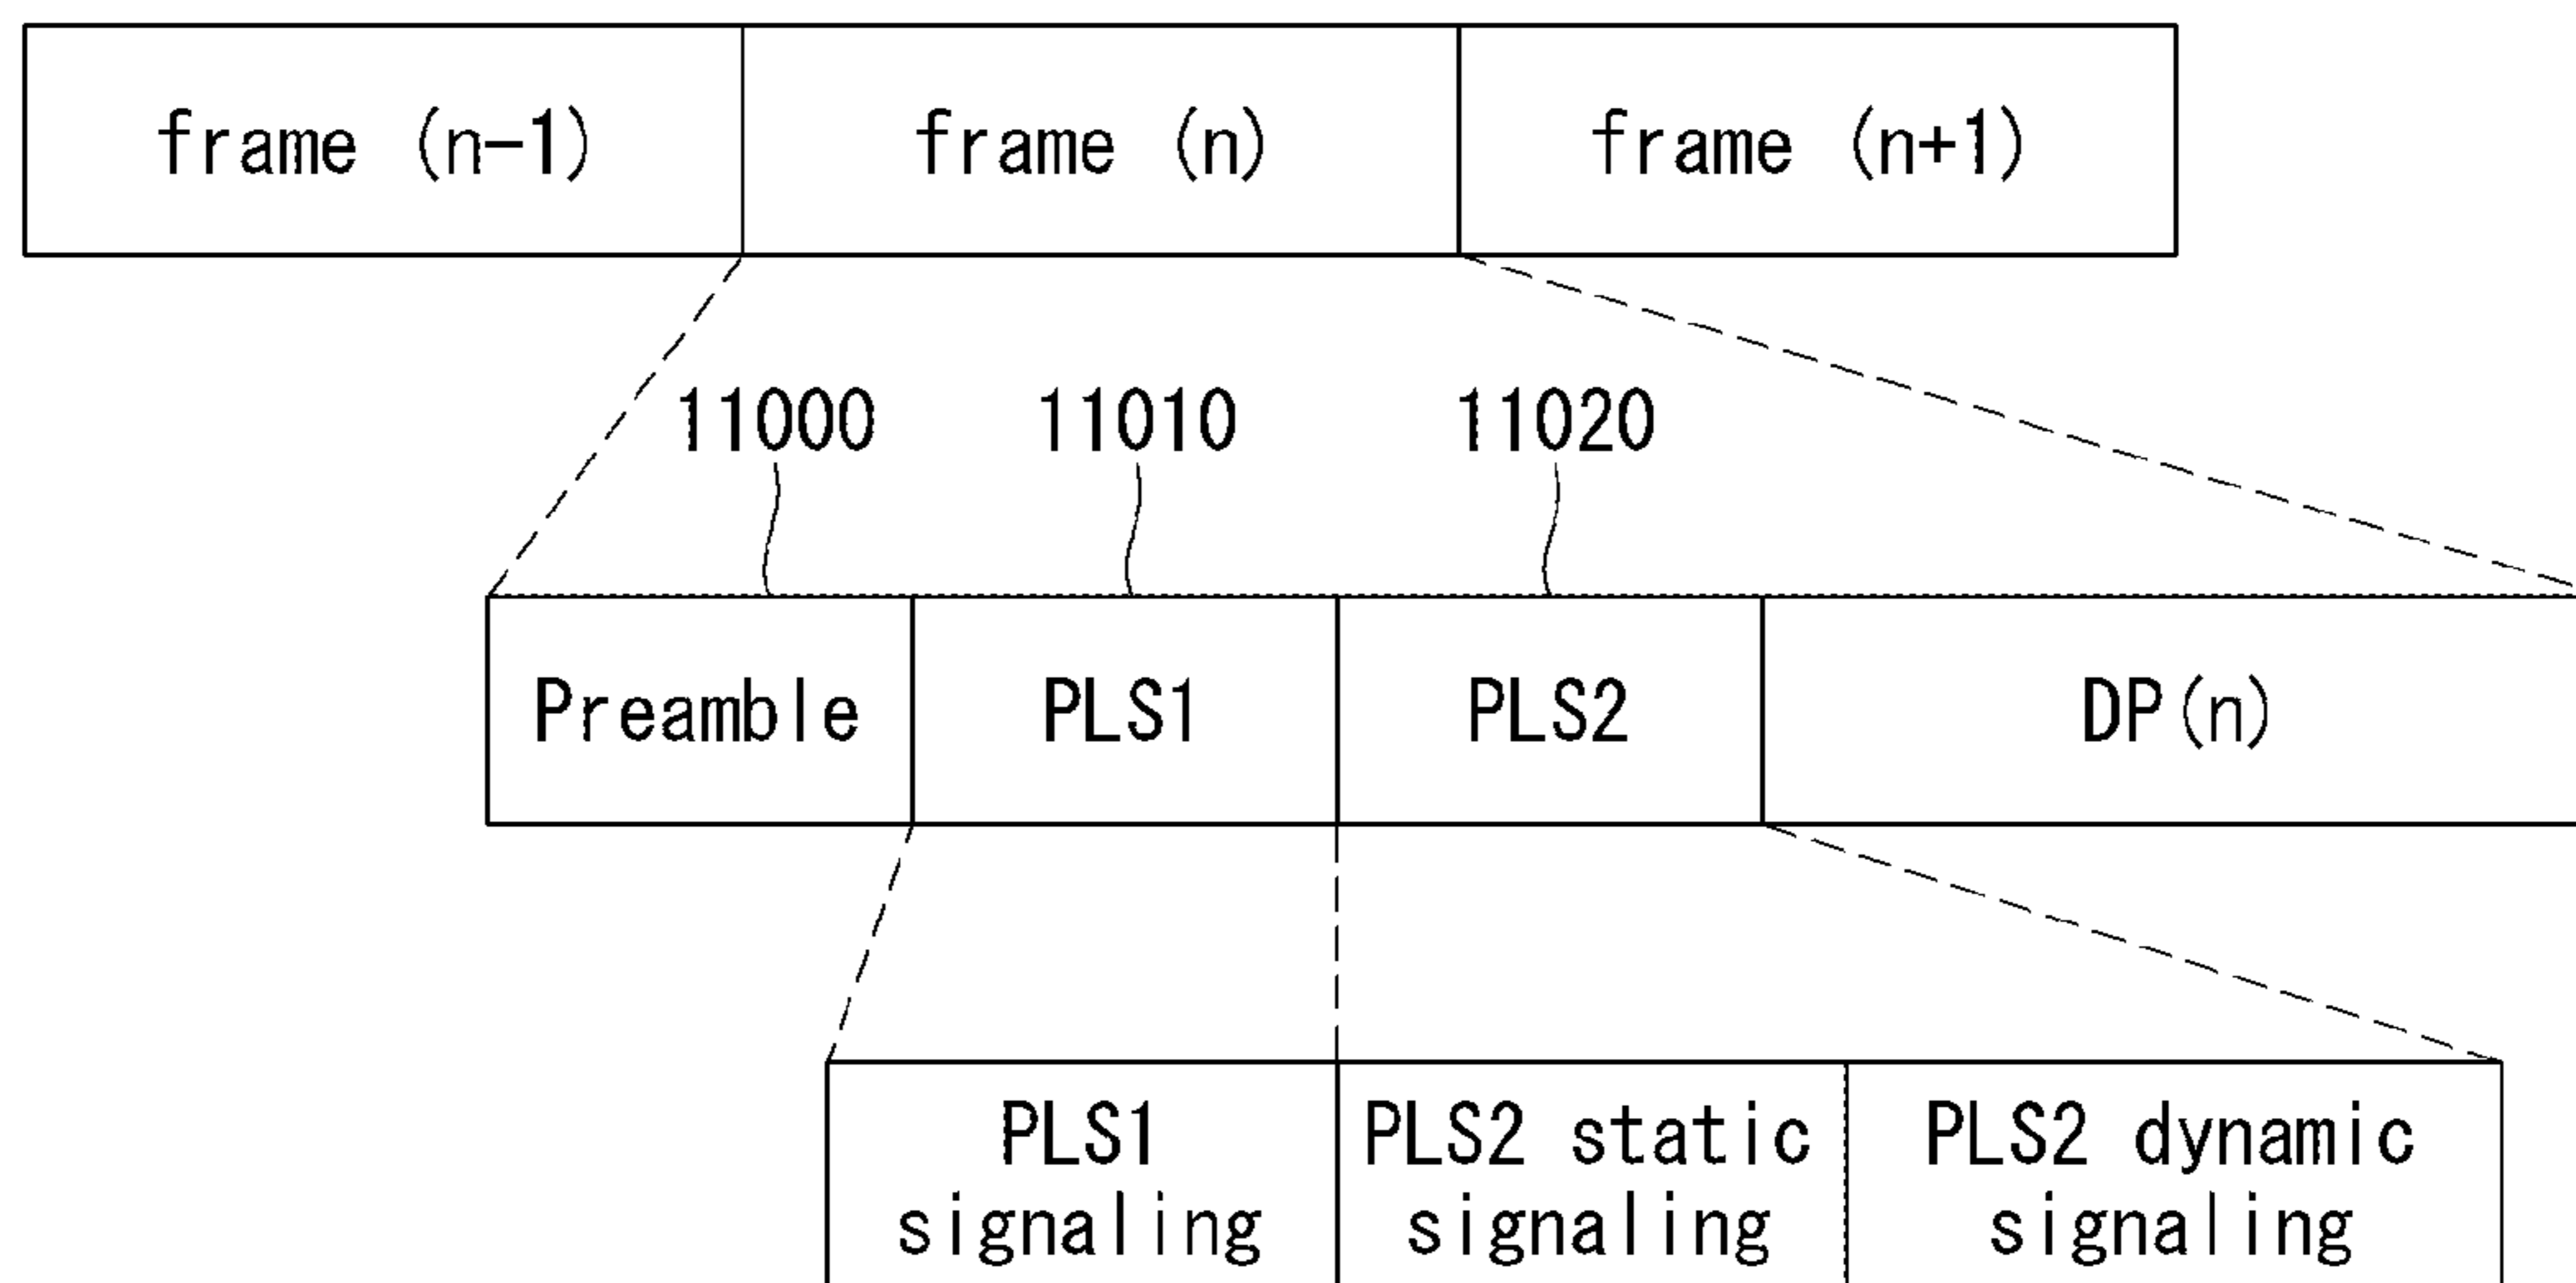 frame (n-1) frame (n) frame (n+1)
11000 11010 11020
Preamble PLS1 PLS2 DP(n)
PLS1 PLS2 static PLS2 dynamic
signaling signaling signaling